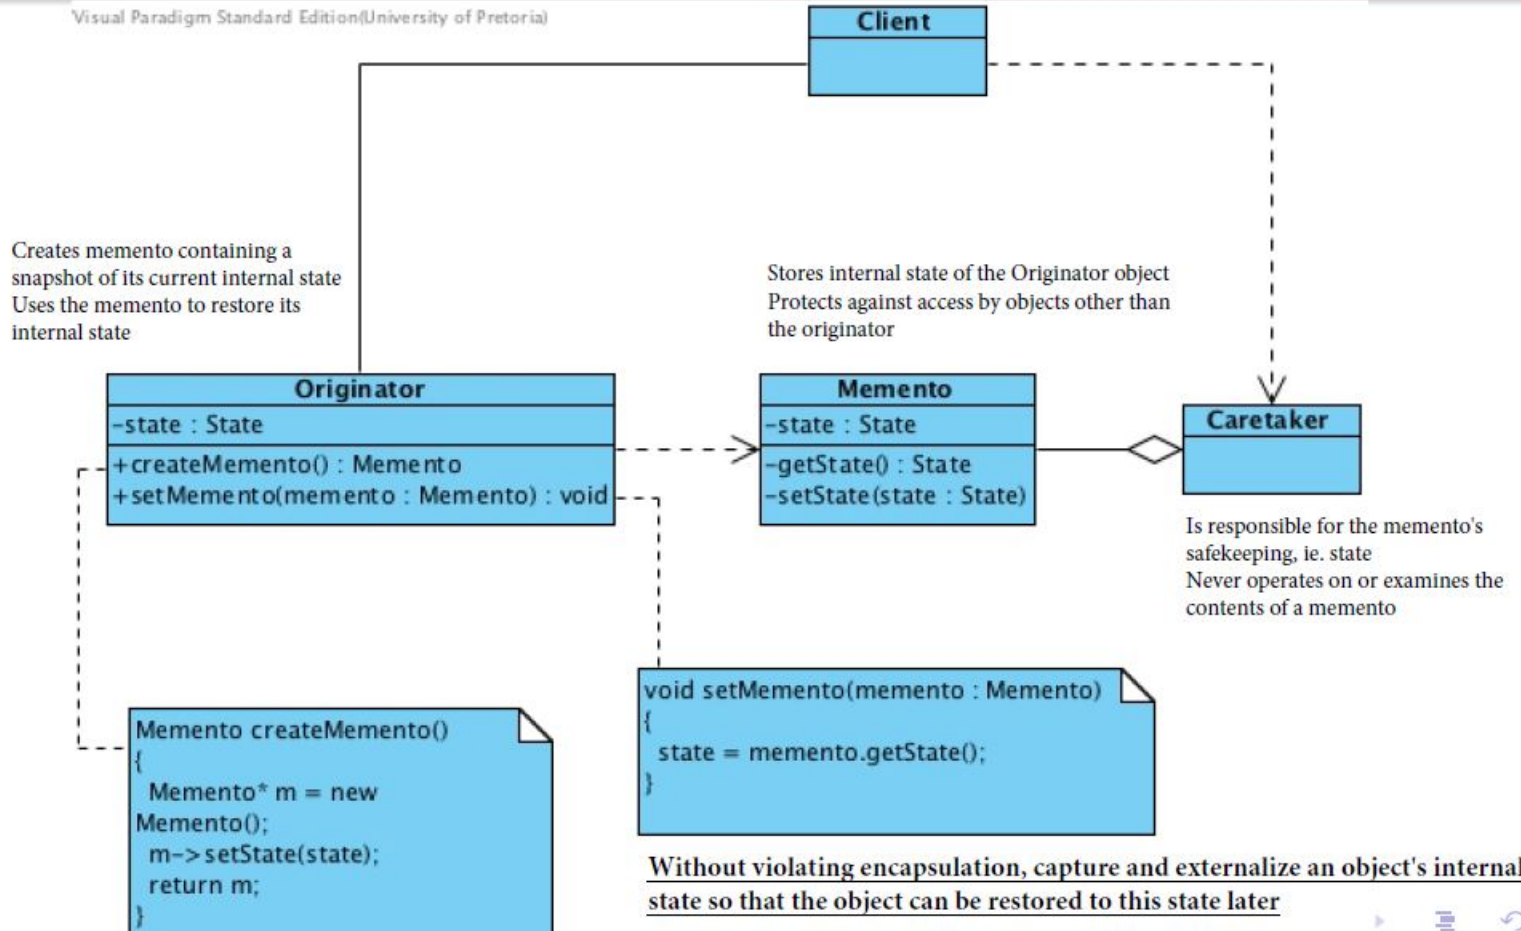 Visual Paradigm Standard Edition(University of Pretoria)
Client
Creates memento containing a
snapshot of its current internal state
Uses the memento to restore its
internal state
Stores internal state of the Originator object
Protects against access by objects other than
the originator
Originator
-state : State
+createMemento() : Memento
+setMemento(memento : Memento) : void
Memento
-state : State
-getState() : State
-setState(state : State)
Caretaker
Is responsible for the memento's
safekeeping, ie. state
Never operates on or examines the
contents of a memento
Memento createMemento()
{
Memento* m = new
Memento();
m->setState(state);
return m;
}
void setMemento(memento : Memento)
{
state = memento.getState();
}
Without violating encapsulation, capture and externalize an object's internal
state so that the object can be restored to this state later